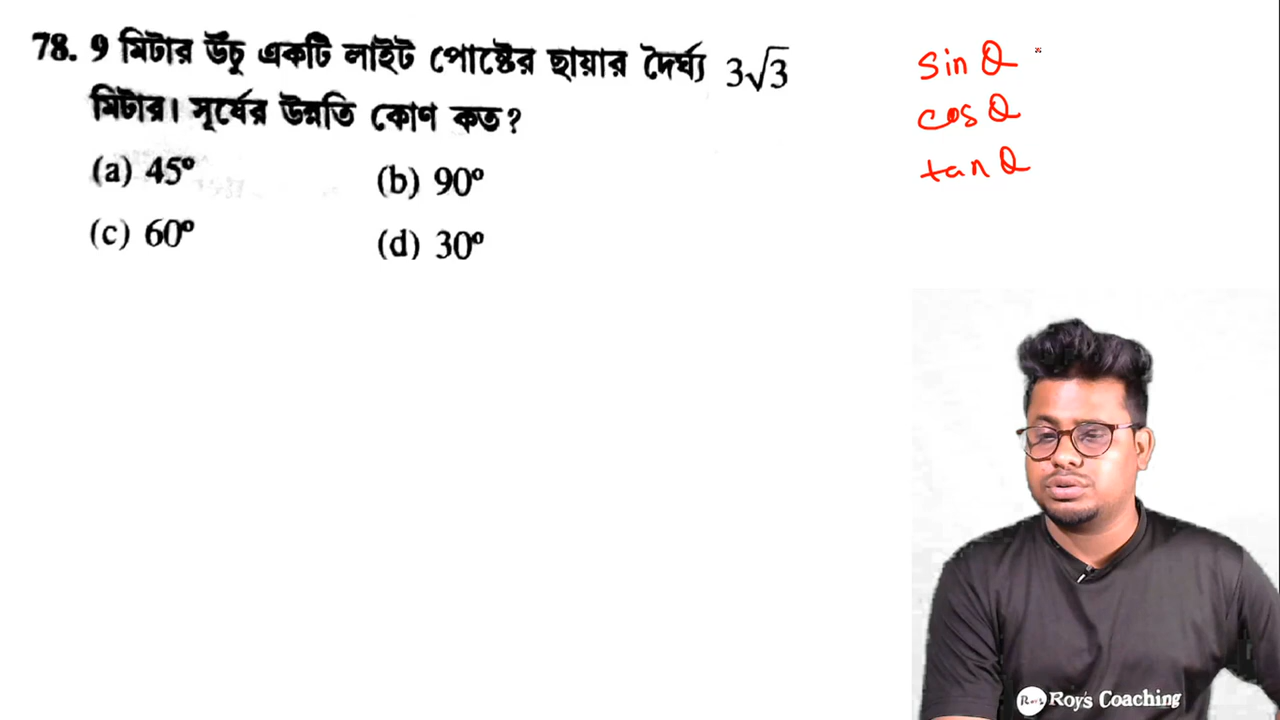 78. 9 মিটার উঁচু একটি লাইট পোষ্টের ছায়ার দৈর্ঘ্য 3√3
মিটার। সূর্যের উন্নতি কোণ কত?
(a) 45° (b) 90°
(c) 60° (d) 30°
sin θ
cos θ
tan θ
Roy's Coaching